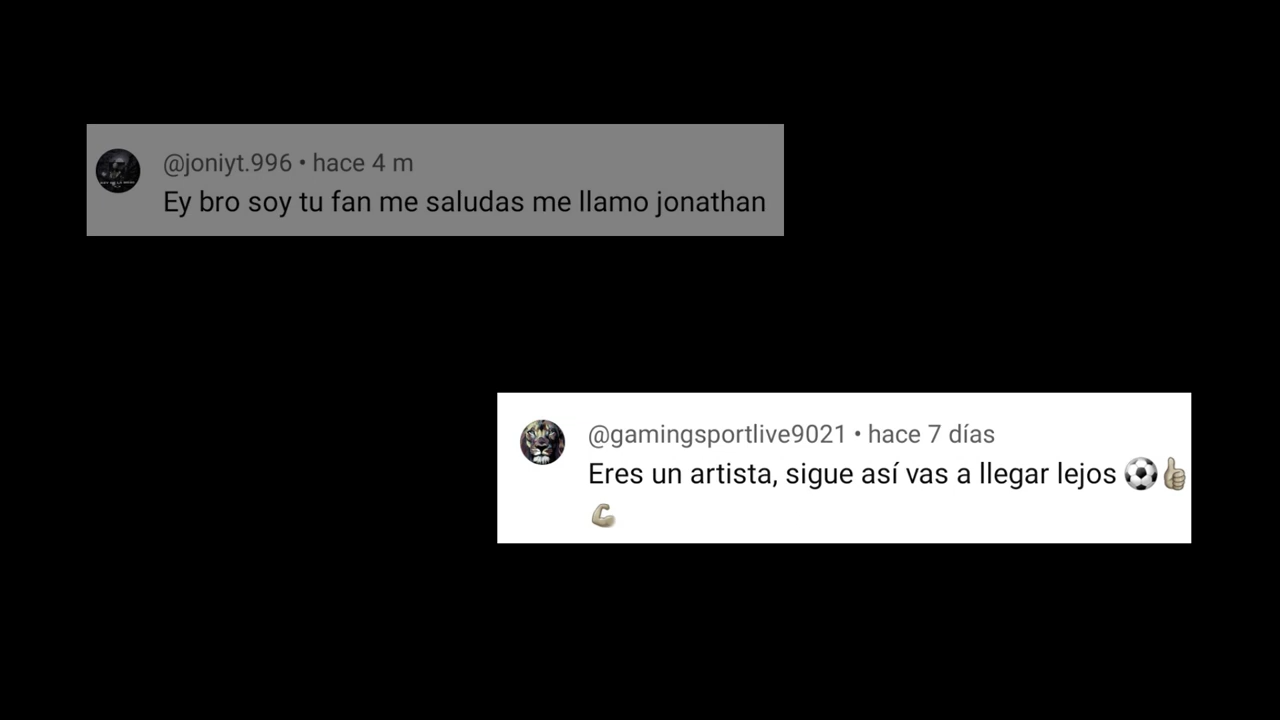 @joniyt.996 • hace 4 m
Ey bro soy tu fan me saludas me llamo jonathan
@gamingsportlive9021 • hace 7 días
Eres un artista, sigue así vas a llegar lejos ⚽👍🏼
💪🏼